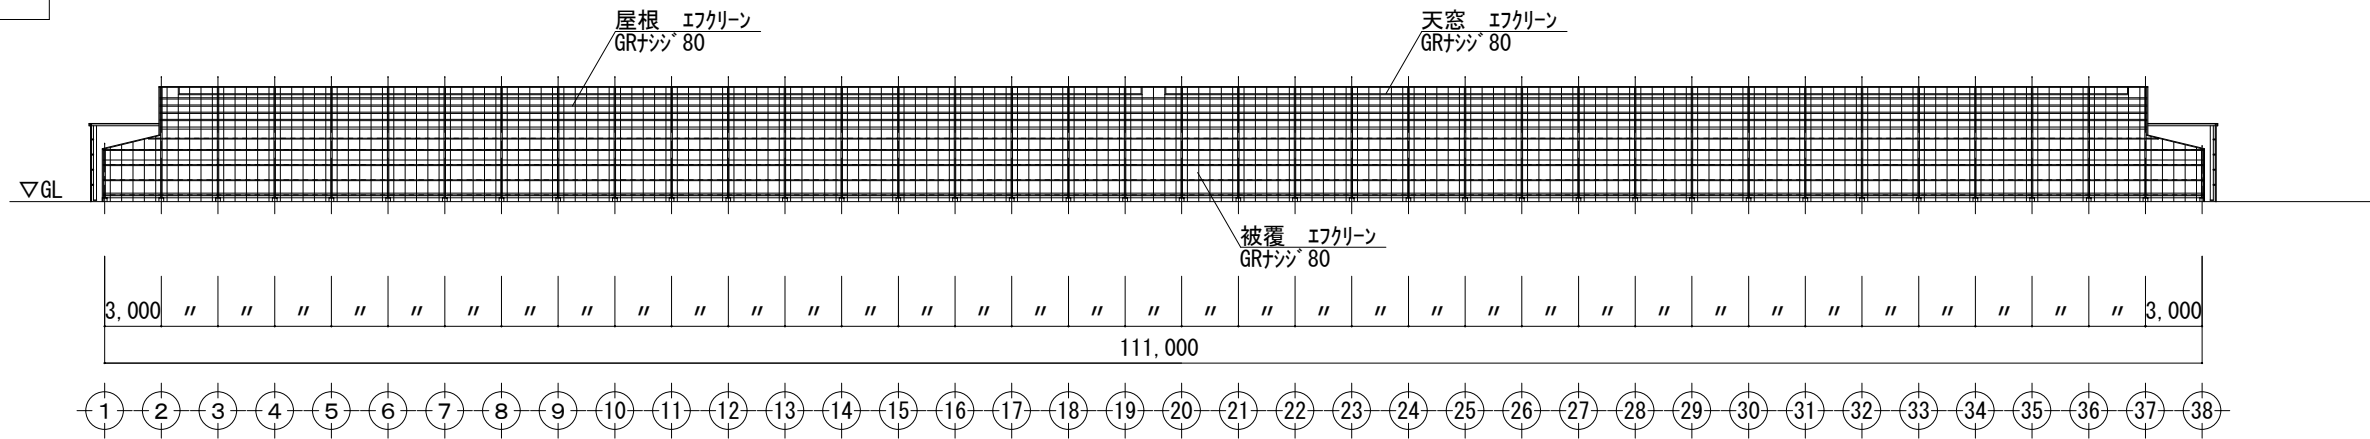 屋根　ｴﾌｸﾘｰﾝ
GRﾅｼｼﾞ80
天窓　ｴﾌｸﾘｰﾝ
GRﾅｼｼﾞ80
▽GL
被覆　ｴﾌｸﾘｰﾝ
GRﾅｼｼﾞ80
3,000 〃 〃 〃 〃 〃 〃 〃 〃 〃 〃 〃 〃 〃 〃 〃 〃 〃 〃 〃 〃 〃 〃 〃 〃 〃 〃 〃 〃 〃 〃 〃 〃 〃 〃 〃 3,000
111,000
1 2 3 4 5 6 7 8 9 10 11 12 13 14 15 16 17 18 19 20 21 22 23 24 25 26 27 28 29 30 31 32 33 34 35 36 37 38